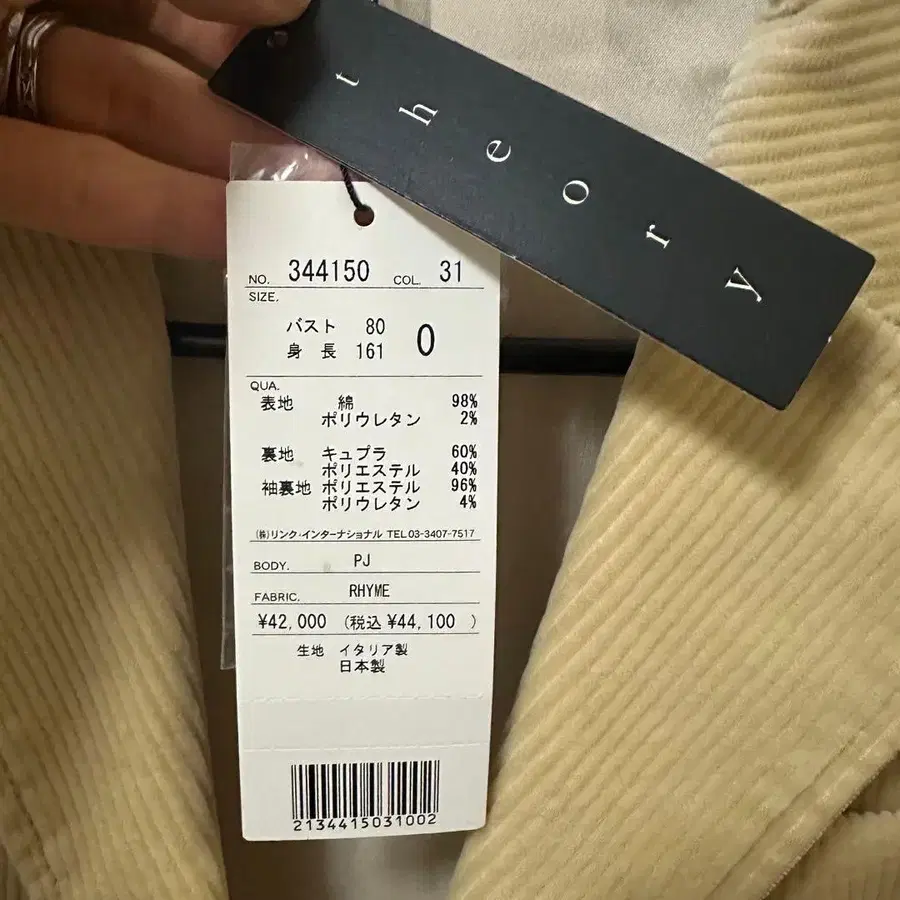 theory
NO. 344150 COL. 31
SIZE.
バスト 80
身長 161 0
QUA.
表地 綿 98%
ポリウレタン 2%
裏地 キュプラ 60%
ポリエステル 40%
袖裏地 ポリエステル 96%
ポリウレタン 4%
(株)リンク・インターナショナル TEL 03-3407-7517
BODY. PJ
FABRIC. RHYME
¥42,000 (税込 ¥44,100 )
生地 イタリア製
日本製
2134415031002